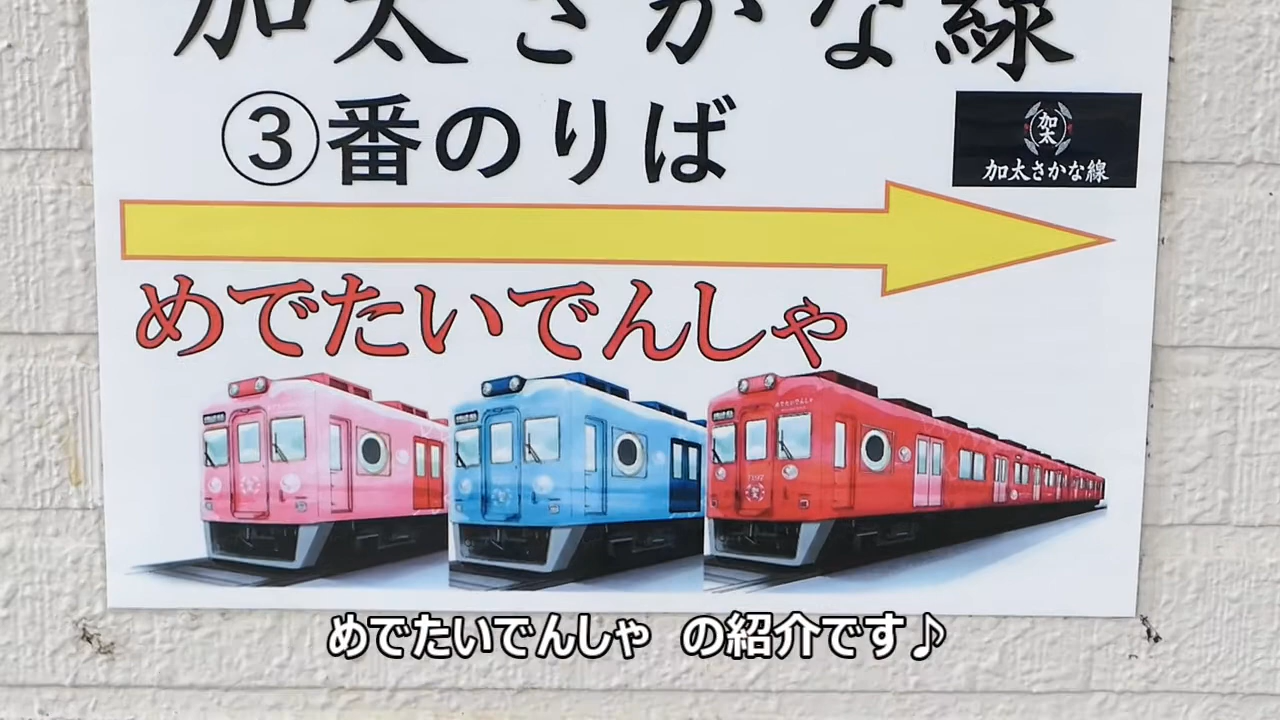 加太さかな線
③番のりば
加太
加太さかな線
めでたいでんしゃ
めでたいでんしゃ の紹介です♪